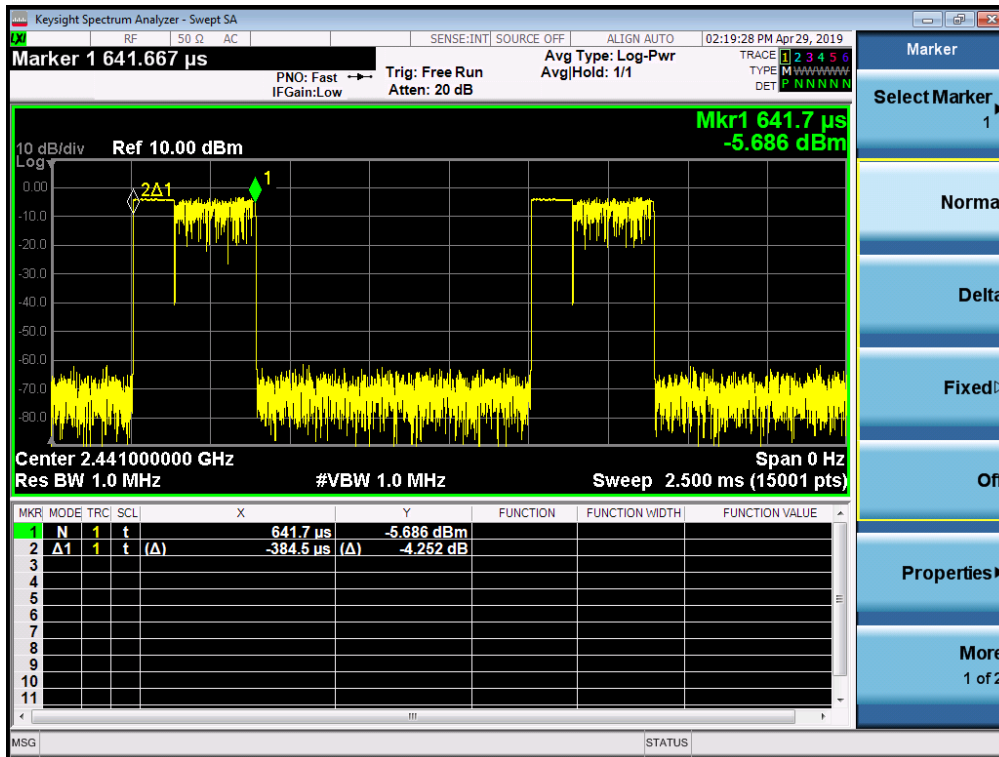 Keysight Spectrum Analyzer - Swept SA
LXI RF 50 Ω AC SENSE:INT SOURCE OFF ALIGN AUTO 02:19:28 PM Apr 29, 2019
Marker 1 641.667 µs
PNO: Fast
IFGain:Low
Trig: Free Run
Atten: 20 dB
Avg Type: Log-Pwr
Avg|Hold: 1/1
TRACE 1 2 3 4 5 6
TYPE M WWWWW
DET P N N N N N
Mkr1 641.7 µs
-5.686 dBm
10 dB/div Ref 10.00 dBm
Log
0.00
-10.0
-20.0
-30.0
-40.0
-50.0
-60.0
-70.0
-80.0
2Δ1
1
Center 2.441000000 GHz Span 0 Hz
Res BW 1.0 MHz #VBW 1.0 MHz Sweep 2.500 ms (15001 pts)
MKR MODE TRC SCL X Y FUNCTION FUNCTION WIDTH FUNCTION VALUE
1 N 1 t 641.7 µs -5.686 dBm
2 Δ1 1 t (Δ) -384.5 µs (Δ) -4.252 dB
3
4
5
6
7
8
9
10
11
MSG STATUS
Marker
Select Marker
1
Norma
Delta
Fixed
Of
Properties
More
1 of 2